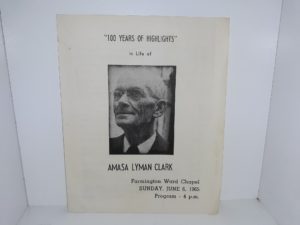 "100 YEARS OF HIGHLIGHTS"
in Life of
AMASA LYMAN CLARK
Farmington Ward Chapel
SUNDAY, JUNE 6, 1965
Program - 6 p.m.